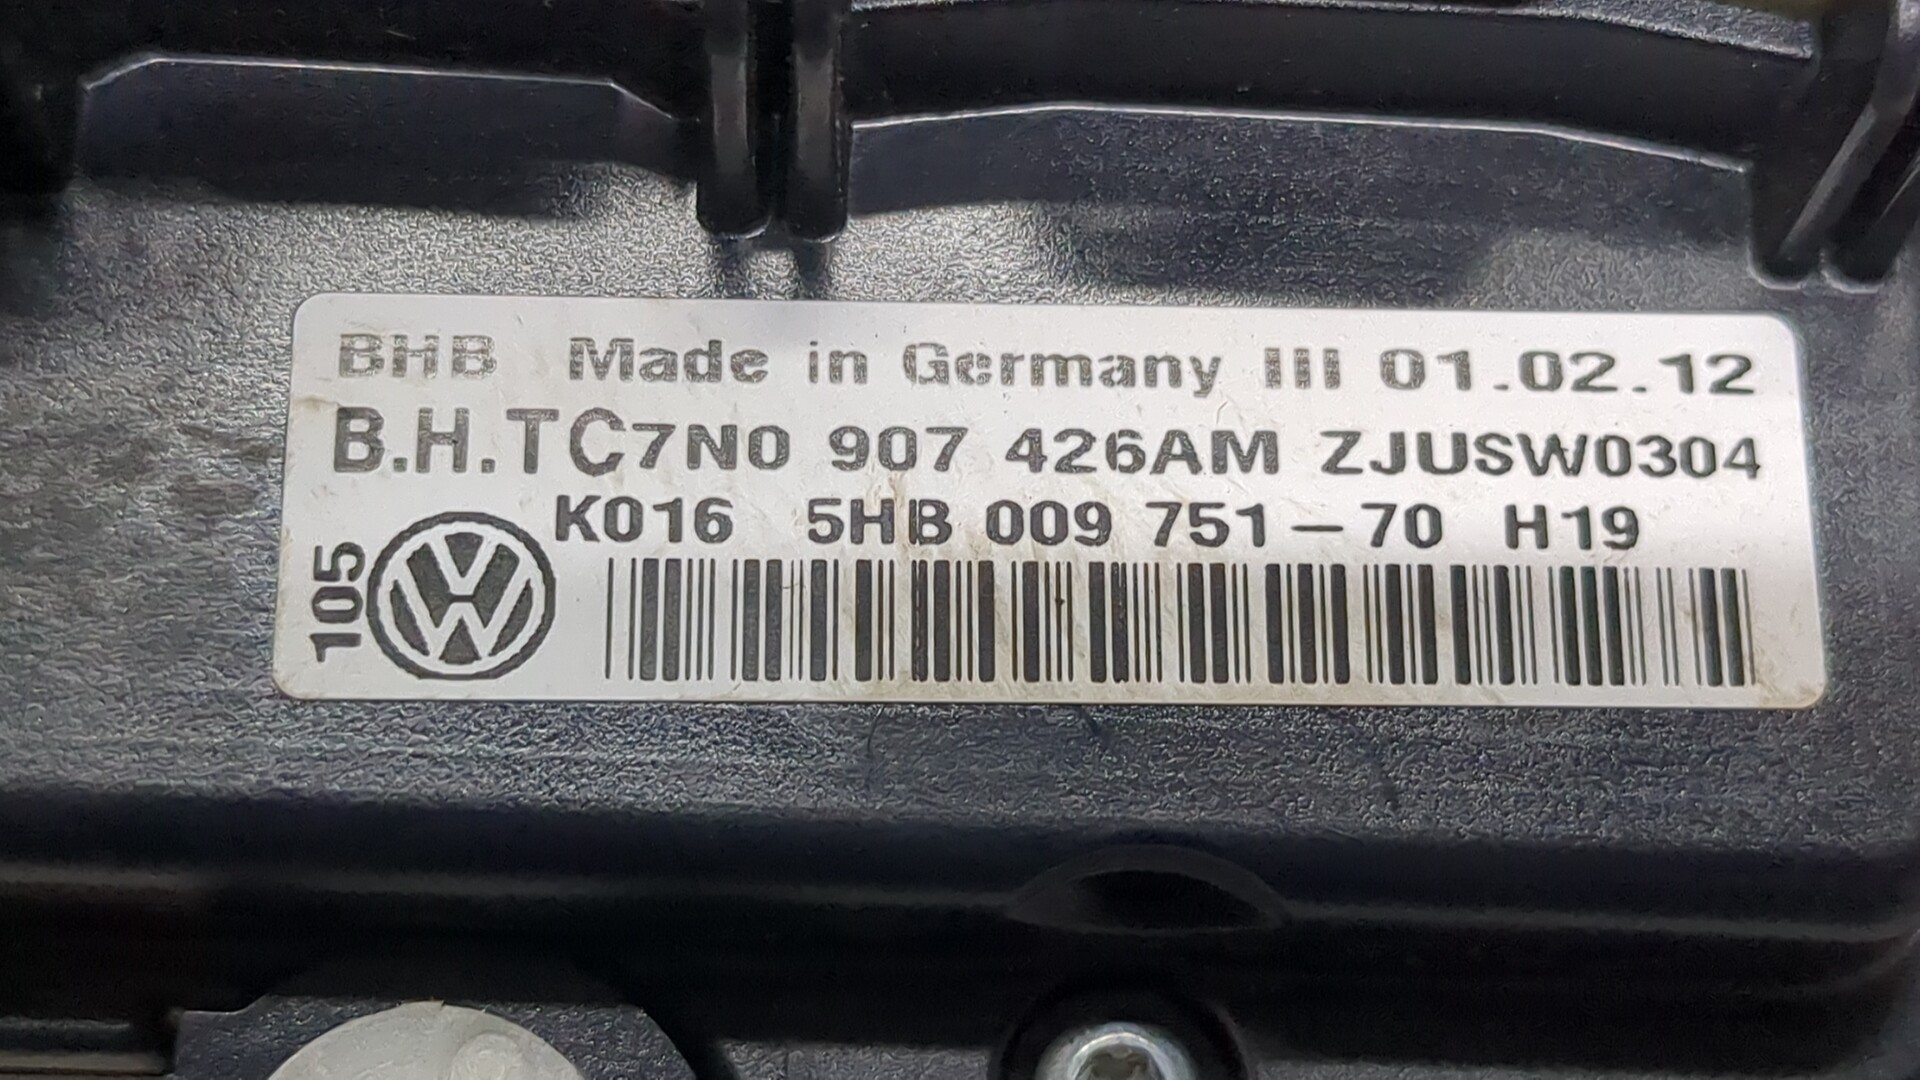 BHB Made in Germany III 01.02.12
B.H.TC7N0 907 426AM ZJUSW0304
K016 5HB 009 751-70 H19
105